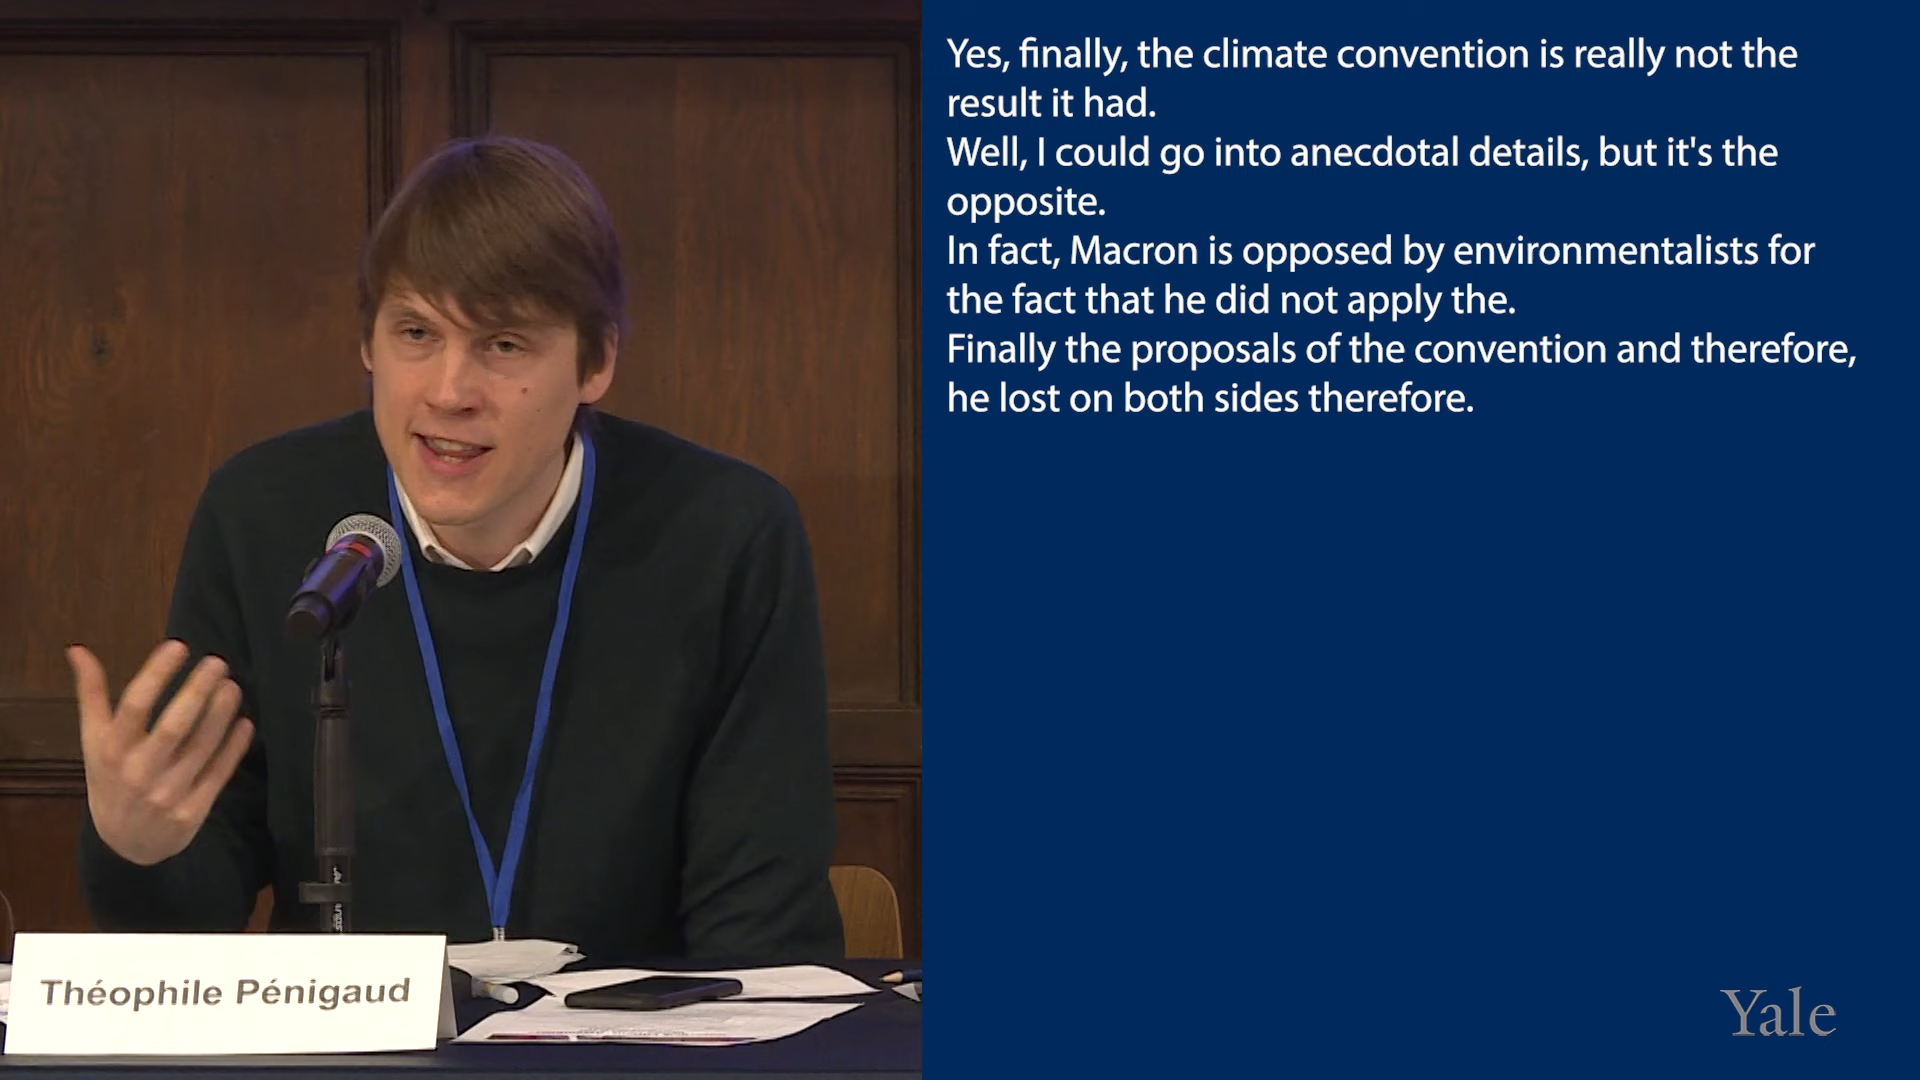 Yes, finally, the climate convention is really not the
result it had.
Well, I could go into anecdotal details, but it's the
opposite.
In fact, Macron is opposed by environmentalists for
the fact that he did not apply the.
Finally the proposals of the convention and therefore,
he lost on both sides therefore.
Théophile Pénigaud
Yale